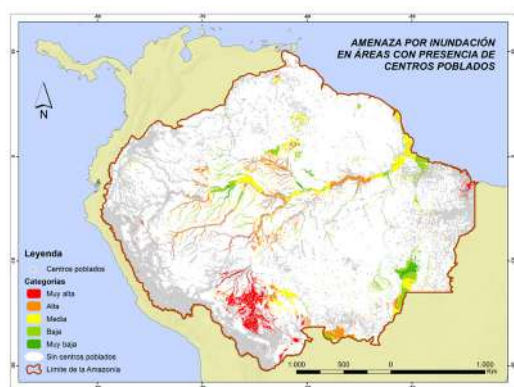 AMENAZA POR INUNDACIÓN
EN ÁREAS CON PRESENCIA DE
CENTROS POBLADOS
N
Leyenda
Centros poblados
Categorías
Muy alta
Alta
Media
Baja
Muy baja
Sin centros poblados
Límite de la Amazonía
1.000 500 0 1.000